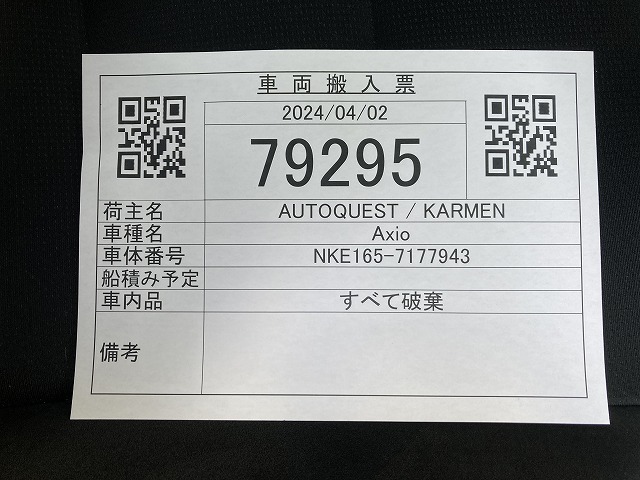 車両搬入票
2024/04/02
79295
荷主名 AUTOQUEST / KARMEN
車種名 Axio
車体番号 NKE165-7177943
船積み予定
車内品 すべて破棄
備考